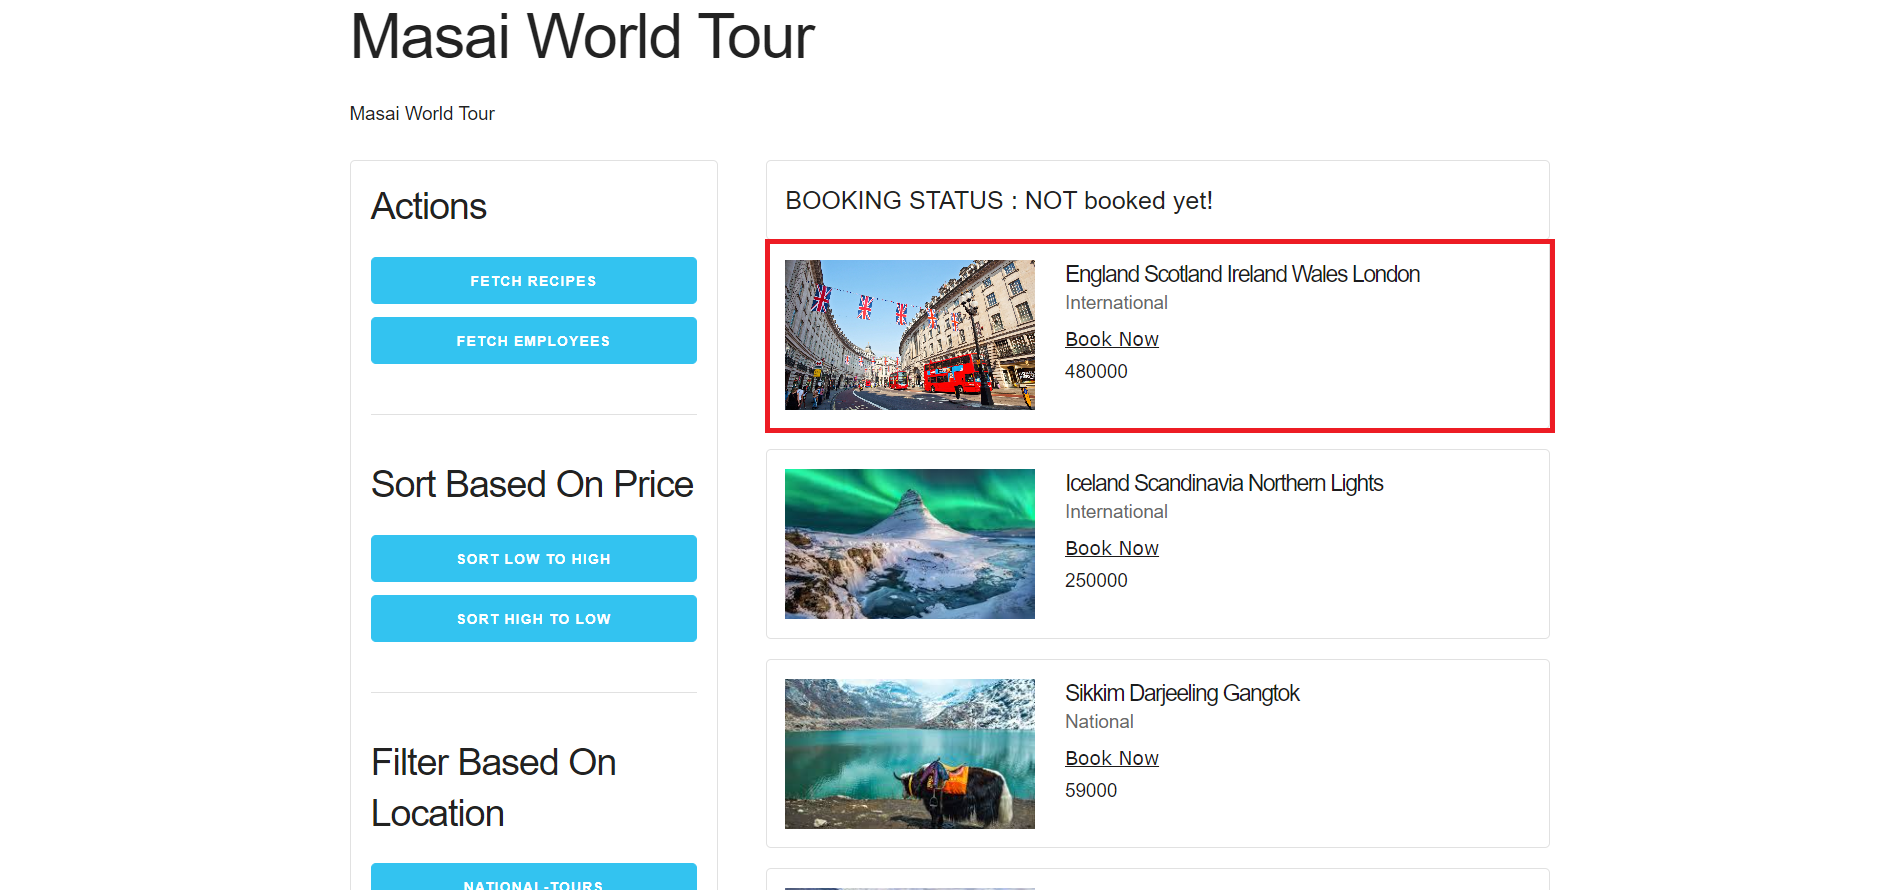 Masai World Tour
Masai World Tour
Actions
FETCH RECIPES
FETCH EMPLOYEES
Sort Based On Price
SORT LOW TO HIGH
SORT HIGH TO LOW
Filter Based On
Location
NATIONAL-TOURS
BOOKING STATUS : NOT booked yet!
England Scotland Ireland Wales London
International
Book Now
480000
Iceland Scandinavia Northern Lights
International
Book Now
250000
Sikkim Darjeeling Gangtok
National
Book Now
59000